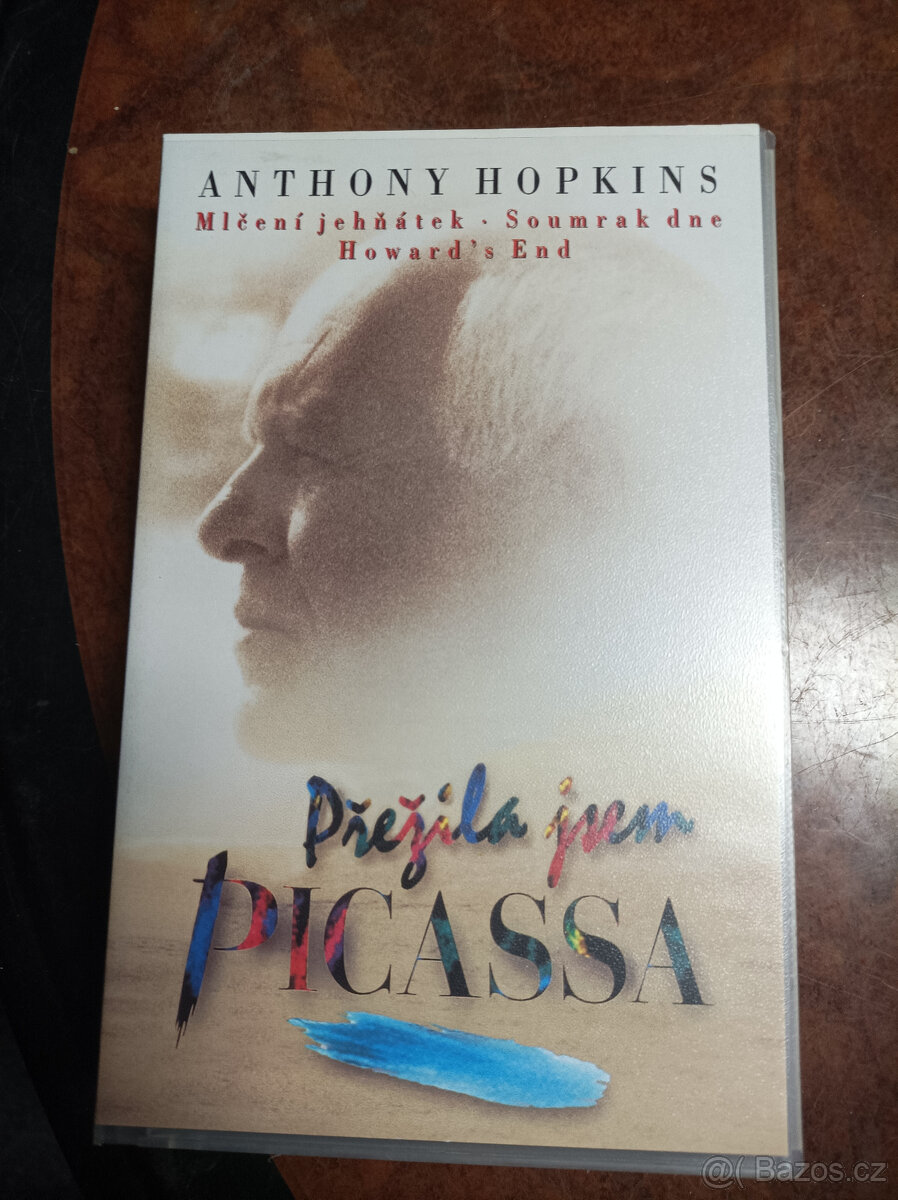 ANTHONY HOPKINS
Mlčení jehňátek · Soumrak dne
Howard's End
Přežila jsem
PICASSA
@( Bazos.cz